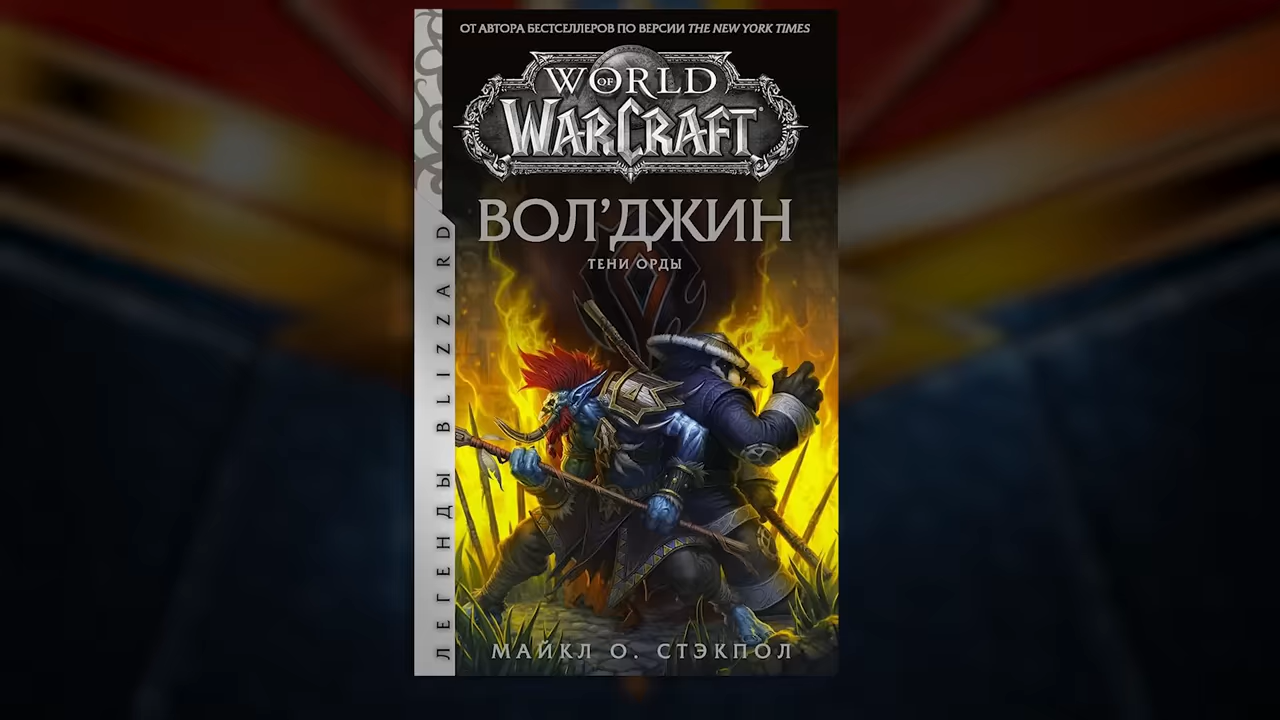 ОТ АВТОРА БЕСТСЕЛЛЕРОВ ПО ВЕРСИИ THE NEW YORK TIMES
WORLD
OF
WARCRAFT
ВОЛ'ДЖИН
ТЕНИ ОРДЫ
МАЙКЛ О. СТЭКПОЛ
ЛЕГЕНДЫ BLIZZARD